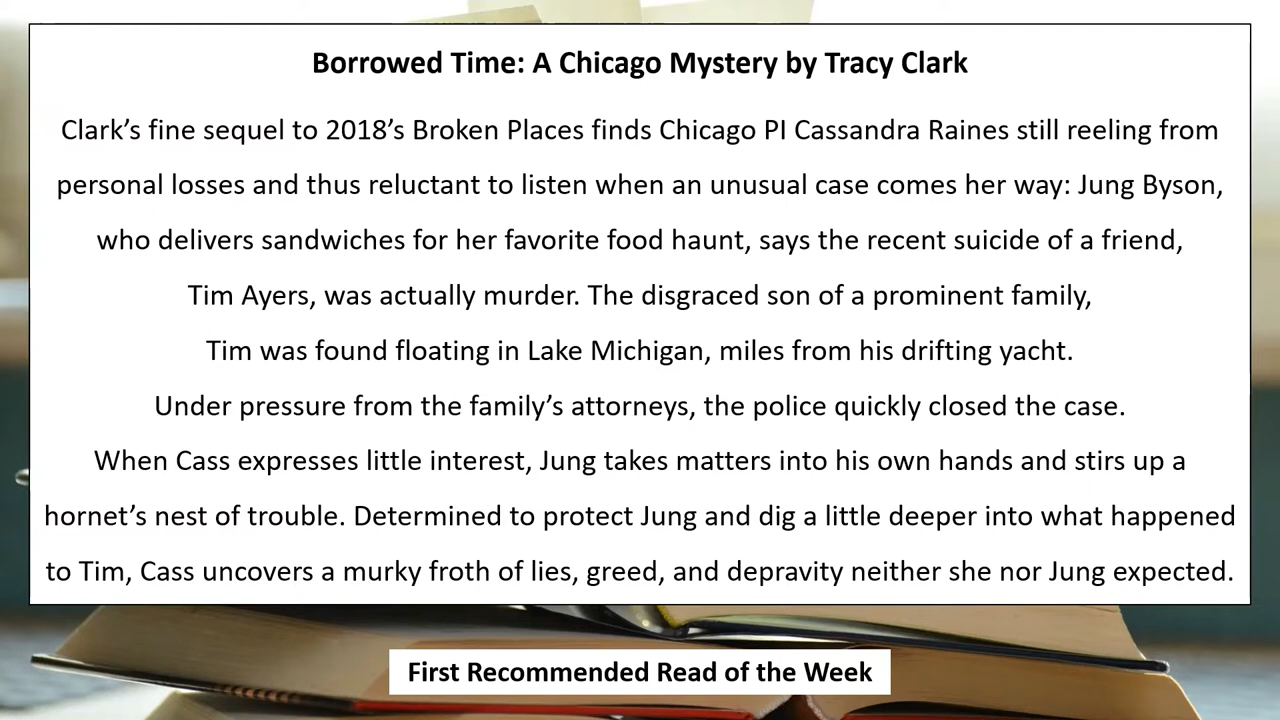 Borrowed Time: A Chicago Mystery by Tracy Clark
Clark’s fine sequel to 2018’s Broken Places finds Chicago PI Cassandra Raines still reeling from
personal losses and thus reluctant to listen when an unusual case comes her way: Jung Byson,
who delivers sandwiches for her favorite food haunt, says the recent suicide of a friend,
Tim Ayers, was actually murder. The disgraced son of a prominent family,
Tim was found floating in Lake Michigan, miles from his drifting yacht.
Under pressure from the family’s attorneys, the police quickly closed the case.
When Cass expresses little interest, Jung takes matters into his own hands and stirs up a
hornet’s nest of trouble. Determined to protect Jung and dig a little deeper into what happened
to Tim, Cass uncovers a murky froth of lies, greed, and depravity neither she nor Jung expected.
First Recommended Read of the Week